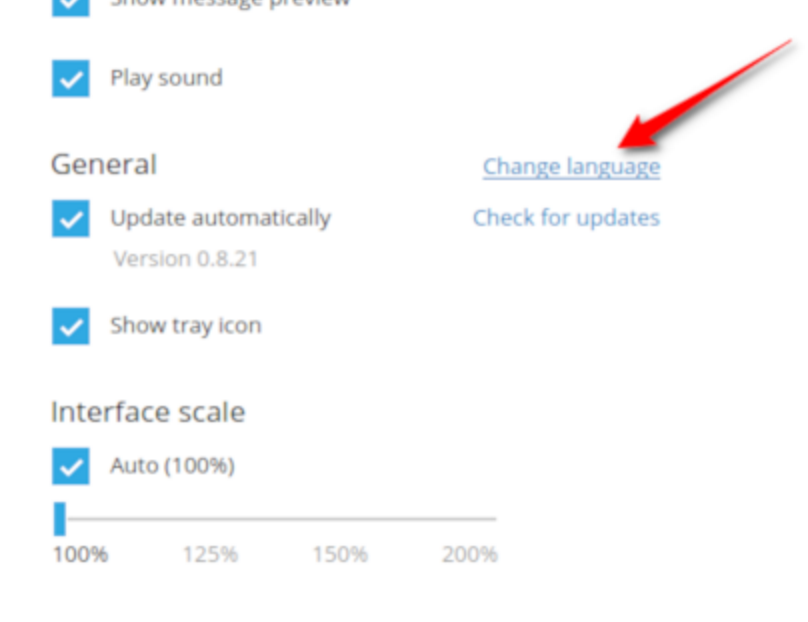 Show message preview
Play sound
General
Change language
Update automatically
Check for updates
Version 0.8.21
Show tray icon
Interface scale
Auto (100%)
100% 125% 150% 200%